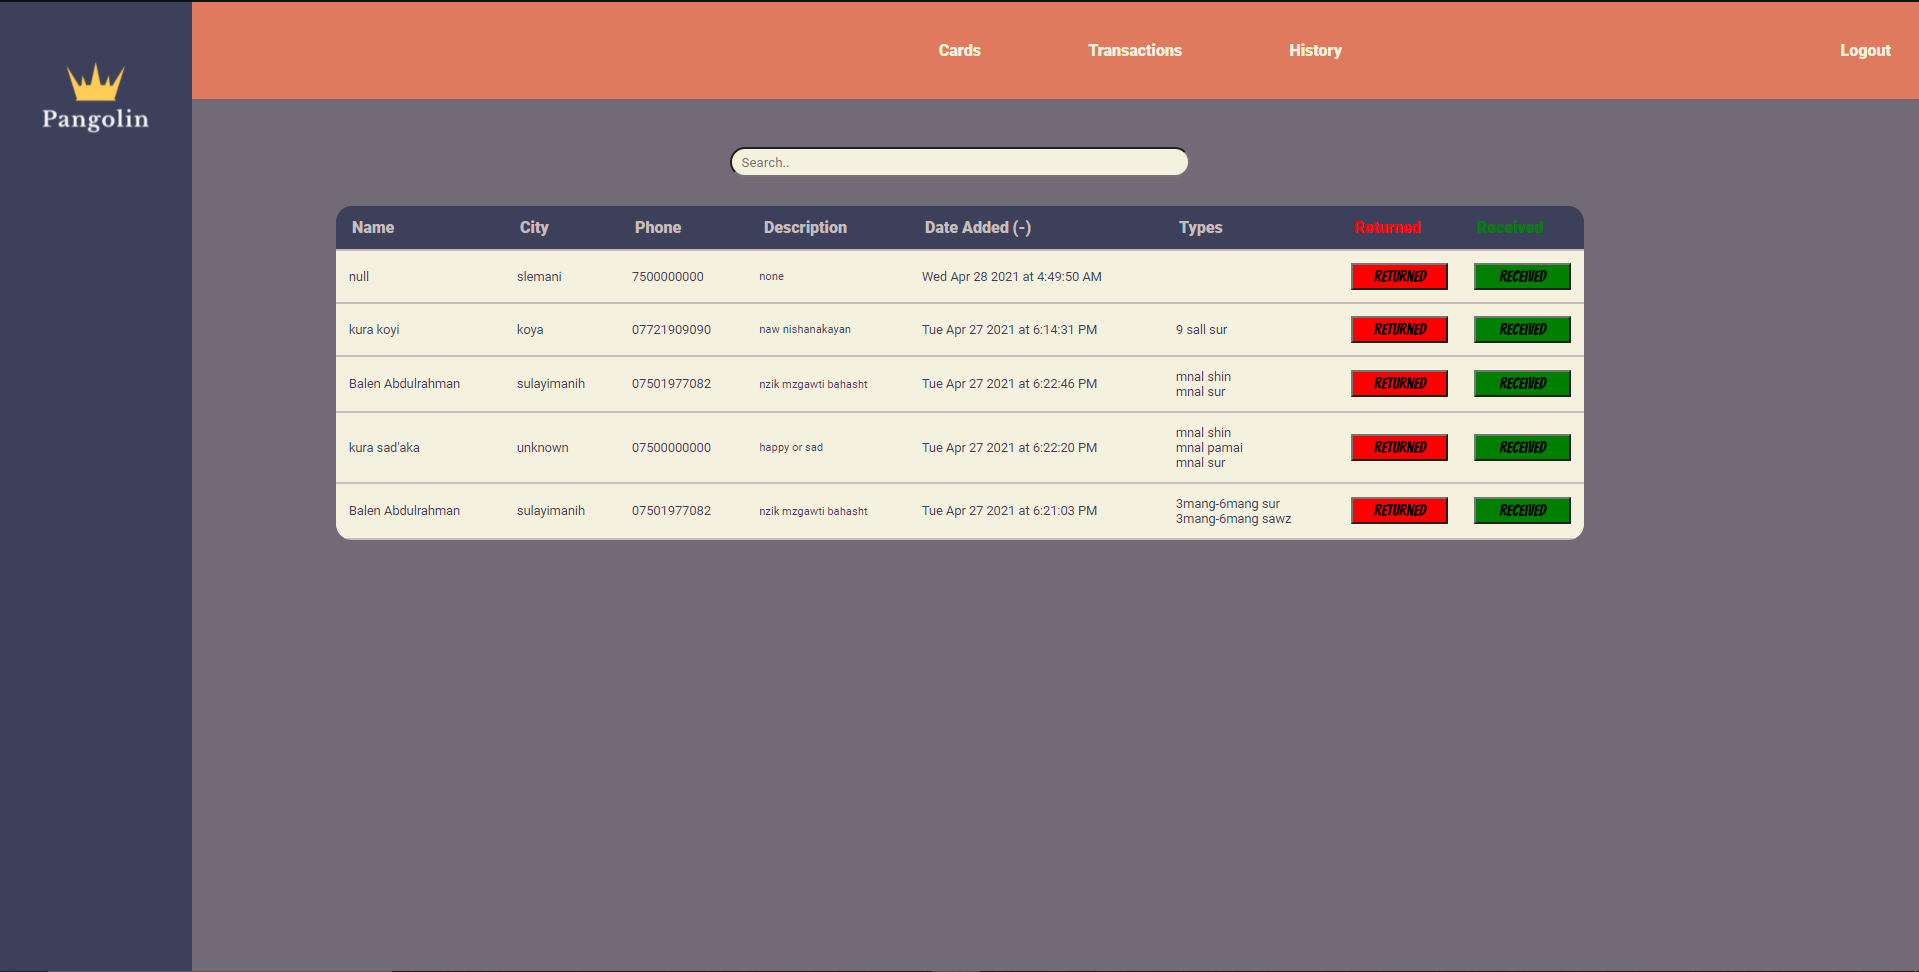 Pangolin
Cards Transactions History Logout
Search..
Name City Phone Description Date Added (-) Types Returned Received
null slemani 7500000000 none Wed Apr 28 2021 at 4:49:50 AM RETURNED RECEIVED
kura koyi koya 07721909090 naw nishanakayan Tue Apr 27 2021 at 6:14:31 PM 9 sall sur RETURNED RECEIVED
Balen Abdulrahman sulayimanih 07501977082 nzik mzgawti bahasht Tue Apr 27 2021 at 6:22:46 PM mnal shin RETURNED RECEIVED
mnal sur
kura sad'aka unknown 07500000000 happy or sad Tue Apr 27 2021 at 6:22:20 PM mnal shin RETURNED RECEIVED
mnal pamai
mnal sur
Balen Abdulrahman sulayimanih 07501977082 nzik mzgawti bahasht Tue Apr 27 2021 at 6:21:03 PM 3mang-6mang sur RETURNED RECEIVED
3mang-6mang sawz